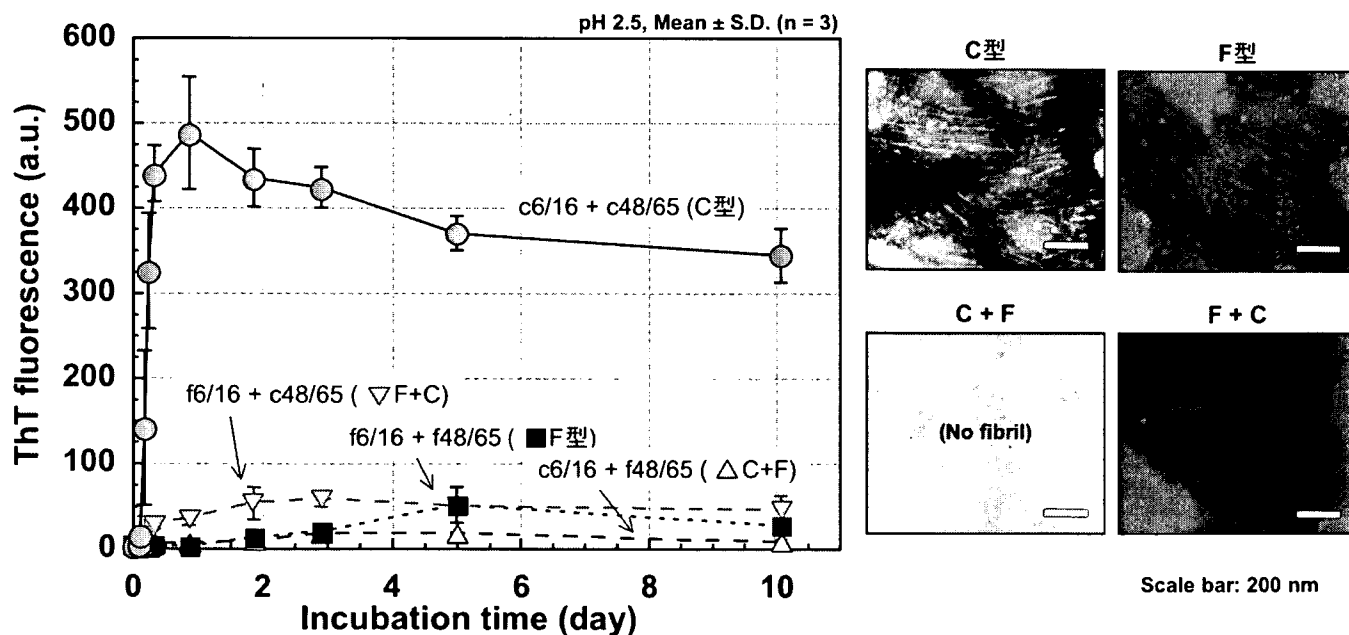 pH 2.5, Mean ± S.D. (n = 3)
600
500
400
300
200
100
0
ThT fluorescence (a.u.)
c6/16 + c48/65 (C型)
f6/16 + c48/65 ( ▽F+C)
f6/16 + f48/65 ( ■F型)
c6/16 + f48/65 ( △C+F)
0 2 4 6 8 10
Incubation time (day)
C型
F型
C + F
F + C
(No fibril)
Scale bar: 200 nm